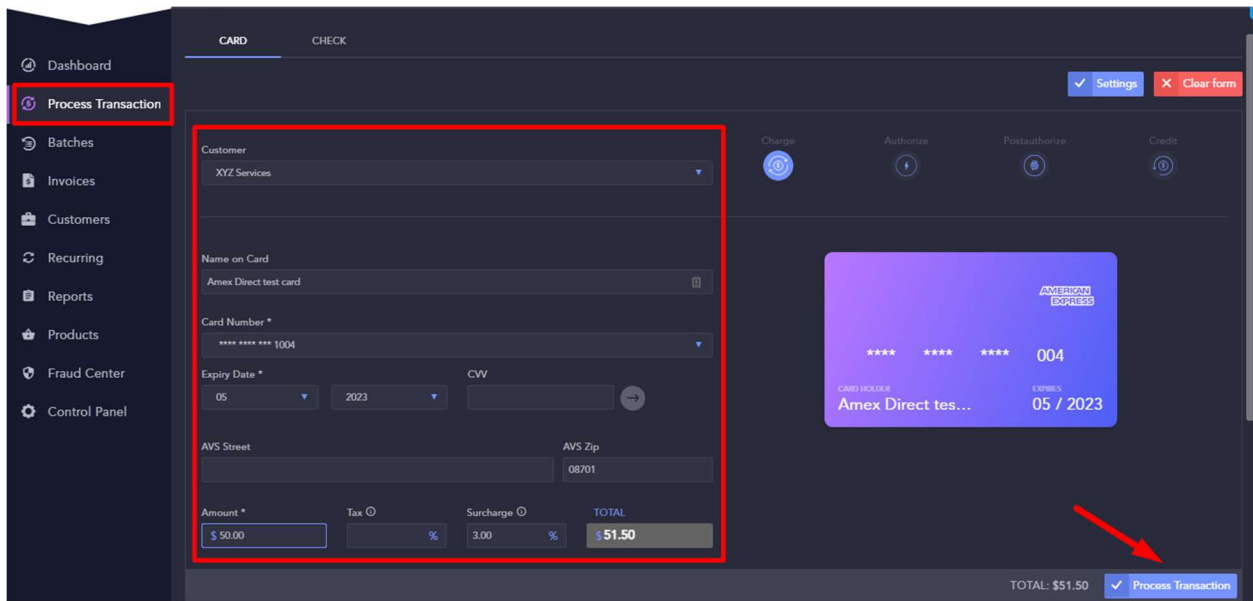 CARD CHECK
Dashboard
Process Transaction
Batches
Invoices
Customers
Recurring
Reports
Products
Fraud Center
Control Panel
Settings Clear form
Customer
XYZ Services
Charge Authorize Postauthorize Credit
Name on Card
Amex Direct test card
Card Number *
**** **** *** 1004
Expiry Date * CVV
05 2023
AVS Street AVS Zip
08701
Amount * Tax Surcharge TOTAL
$ 50.00 % 3.00 % $51.50
AMERICAN
EXPRESS
**** **** **** 004
CARD HOLDER EXPIRES
Amex Direct tes... 05 / 2023
TOTAL: $51.50 Process Transaction